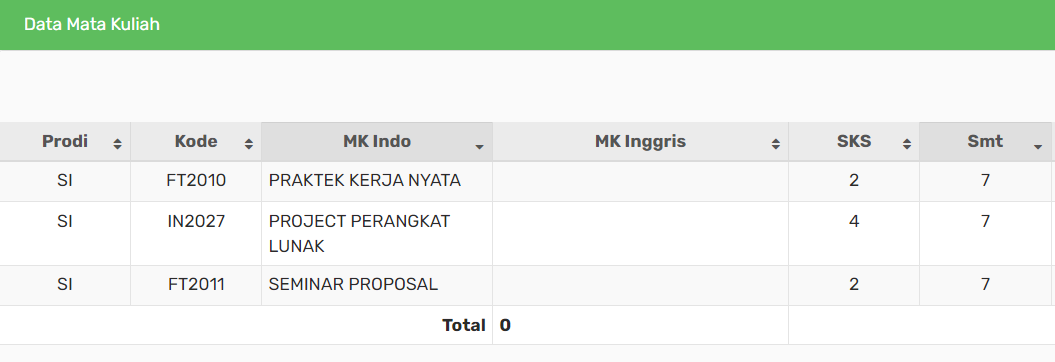 Data Mata Kuliah
Prodi Kode MK Indo MK Inggris SKS Smt
SI FT2010 PRAKTEK KERJA NYATA 2 7
SI IN2027 PROJECT PERANGKAT 4 7
LUNAK
SI FT2011 SEMINAR PROPOSAL 2 7
Total 0